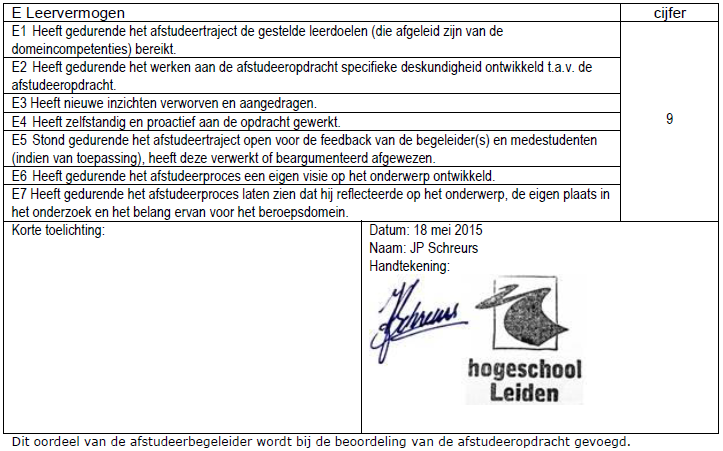 E Leervermogen cijfer
E1 Heeft gedurende het afstudeertraject de gestelde leerdoelen (die afgeleid zijn van de
domeincompetenties) bereikt.
E2 Heeft gedurende het werken aan de afstudeeropdracht specifieke deskundigheid ontwikkeld t.a.v. de
afstudeeropdracht.
E3 Heeft nieuwe inzichten verworven en aangedragen.
E4 Heeft zelfstandig en proactief aan de opdracht gewerkt.
9
E5 Stond gedurende het afstudeertraject open voor de feedback van de begeleider(s) en medestudenten
(indien van toepassing), heeft deze verwerkt of beargumenteerd afgewezen.
E6 Heeft gedurende het afstudeerproces een eigen visie op het onderwerp ontwikkeld.
E7 Heeft gedurende het afstudeerproces laten zien dat hij reflecteerde op het onderwerp, de eigen plaats in
het onderzoek en het belang ervan voor het beroepsdomein.
Korte toelichting:
Datum: 18 mei 2015
Naam: JP Schreurs
Handtekening:
Schreurs
hogeschool
Leiden
Dit oordeel van de afstudeerbegeleider wordt bij de beoordeling van de afstudeeropdracht gevoegd.